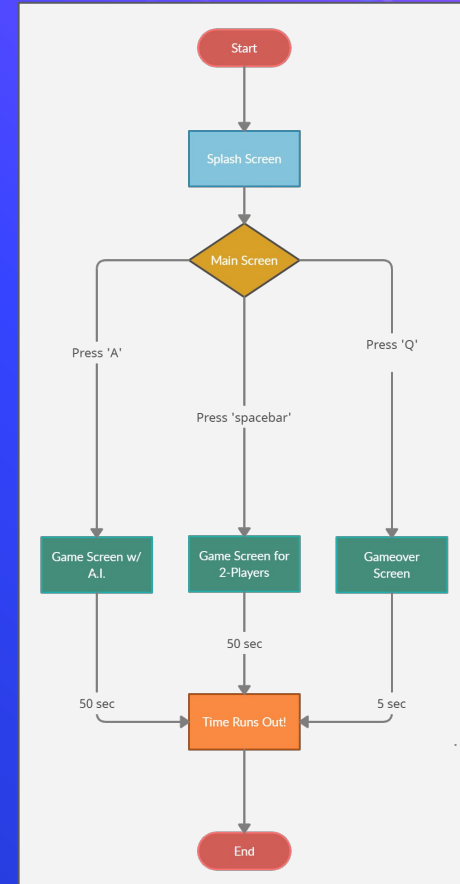 Start
Splash Screen
Main Screen
Press 'A'
Press 'Q'
Press 'spacebar'
Game Screen w/
A.I.
Game Screen for
2-Players
Gameover
Screen
50 sec
50 sec
5 sec
Time Runs Out!
End